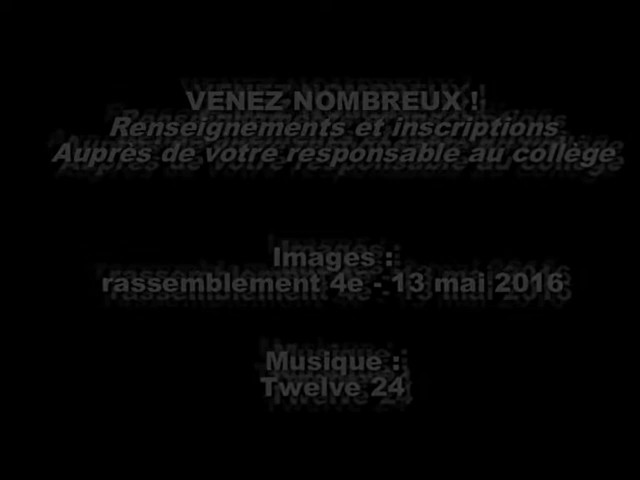 VENEZ NOMBREUX !
Renseignements et inscriptions
Auprès de votre responsable au collège
Images :
rassemblement 4e - 13 mai 2016
Musique :
Twelve 24